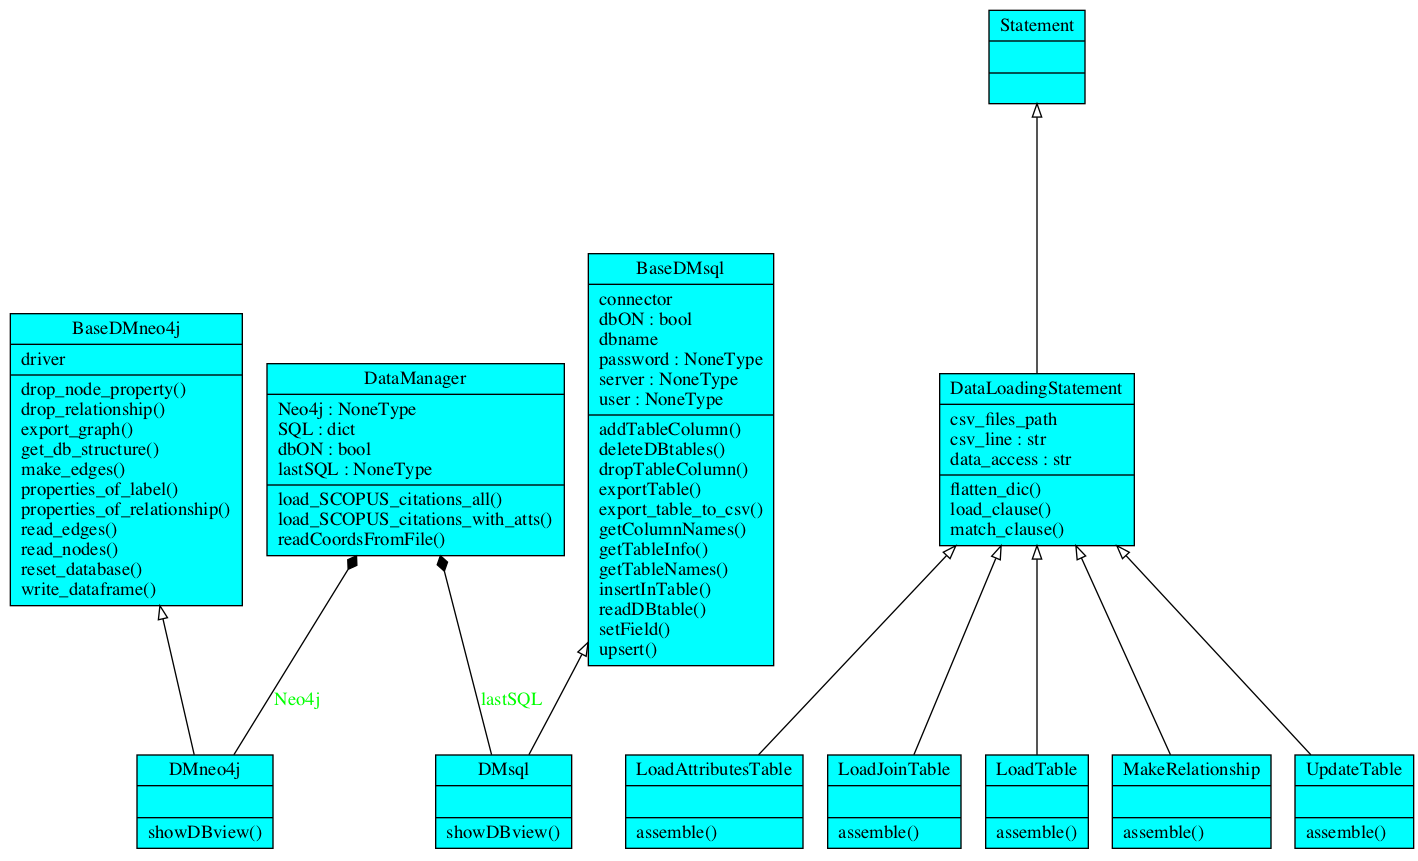 Statement
BaseDMsql
connector
dbON : bool
dbname
password : NoneType
server : NoneType
user : NoneType
addTableColumn()
deleteDBtables()
dropTableColumn()
exportTable()
export_table_to_csv()
getColumnNames()
getTableInfo()
getTableNames()
insertInTable()
readDBtable()
setField()
upsert()
BaseDMneo4j
driver
drop_node_property()
drop_relationship()
export_graph()
get_db_structure()
make_edges()
properties_of_label()
properties_of_relationship()
read_edges()
read_nodes()
reset_database()
write_dataframe()
DataManager
Neo4j : NoneType
SQL : dict
dbON : bool
lastSQL : NoneType
load_SCOPUS_citations_all()
load_SCOPUS_citations_with_atts()
readCoordsFromFile()
DataLoadingStatement
csv_files_path
csv_line : str
data_access : str
flatten_dic()
load_clause()
match_clause()
Neo4j
lastSQL
DMneo4j
showDBview()
DMsql
showDBview()
LoadAttributesTable
assemble()
LoadJoinTable
assemble()
LoadTable
assemble()
MakeRelationship
assemble()
UpdateTable
assemble()